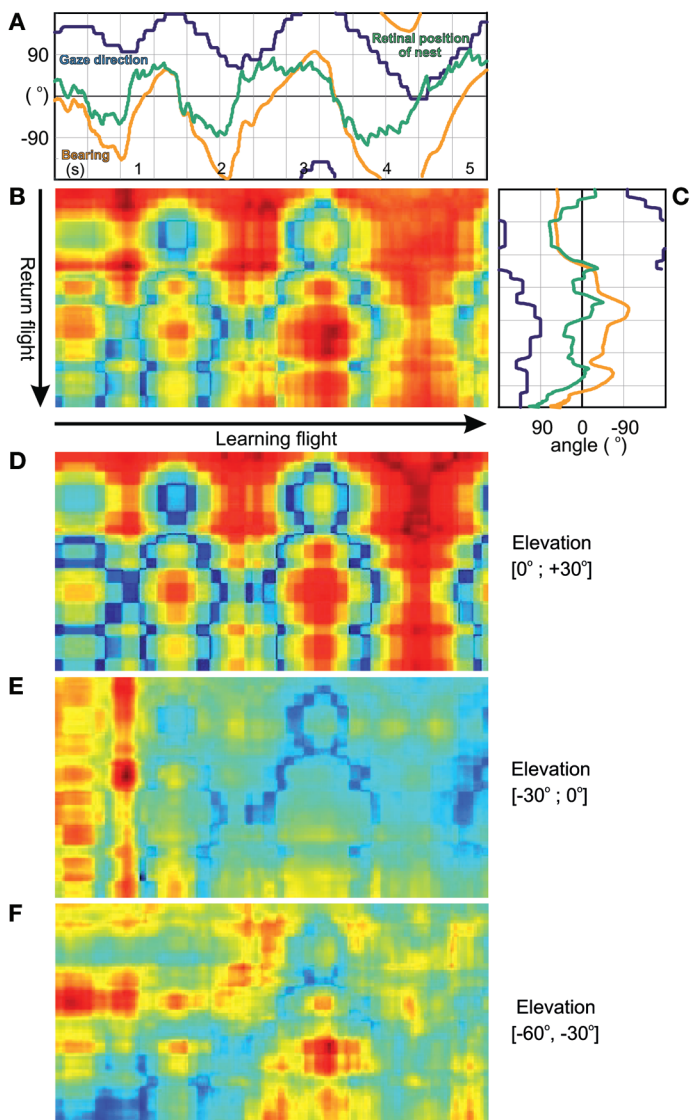 A
90
( °)
-90
Gaze direction
Retinal position
of nest
Bearing
(s)
1
2
3
4
5
B
C
Return flight
Learning flight
90
0
-90
angle ( °)
D
Elevation
[0° ; +30°]
E
Elevation
[-30° ; 0°]
F
Elevation
[-60°, -30°]